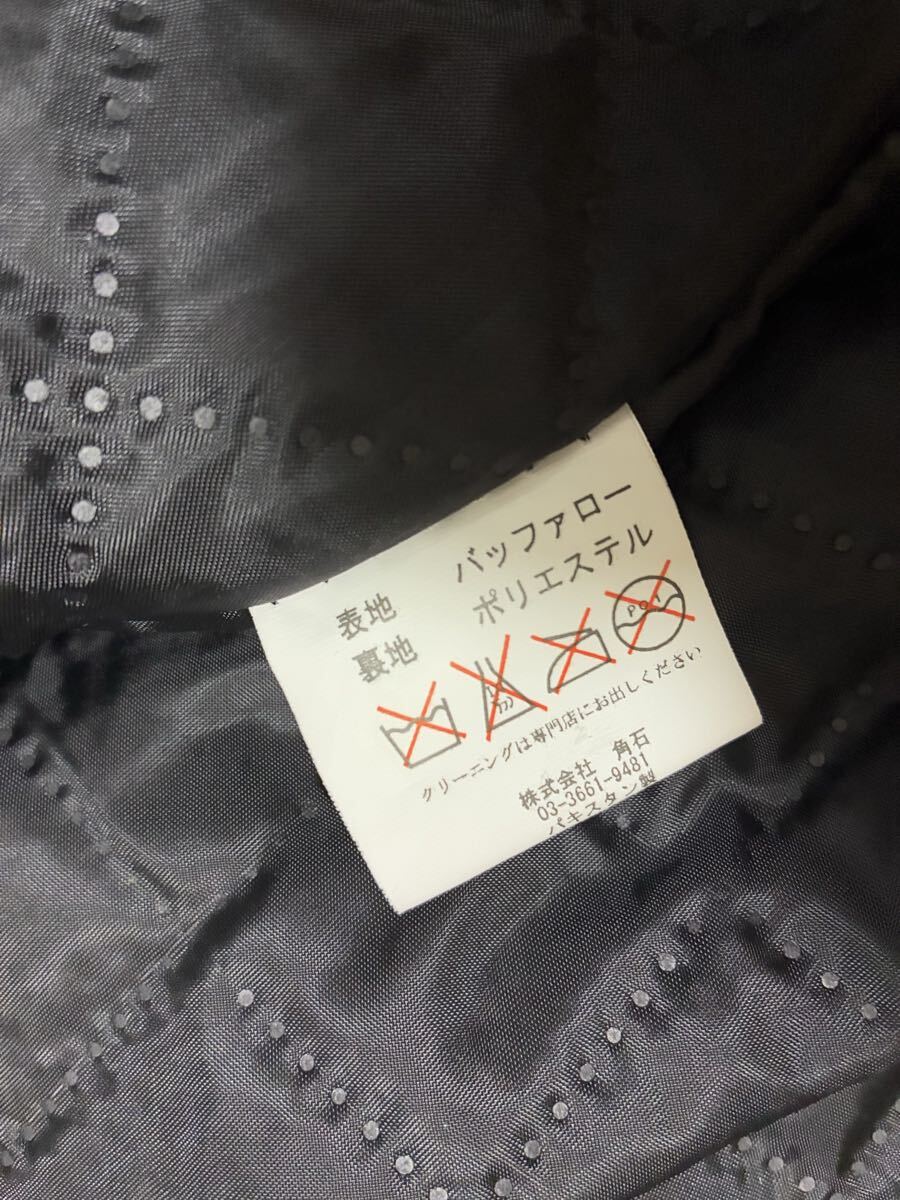 表地 バッファロー
裏地 ポリエステル
クリーニングは専門店にお出しください
株式会社 角石
03-3661-9481
パキスタン製